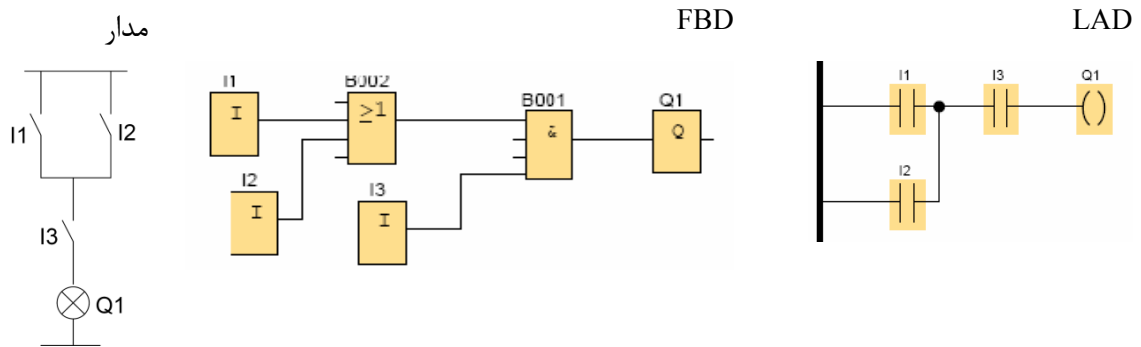 مدار
FBD
LAD
I1
I2
I3
Q1
I1
I
B002
≥1
B001
&
Q1
Q
I2
I
I3
I
I1
I3
Q1
( )
I2